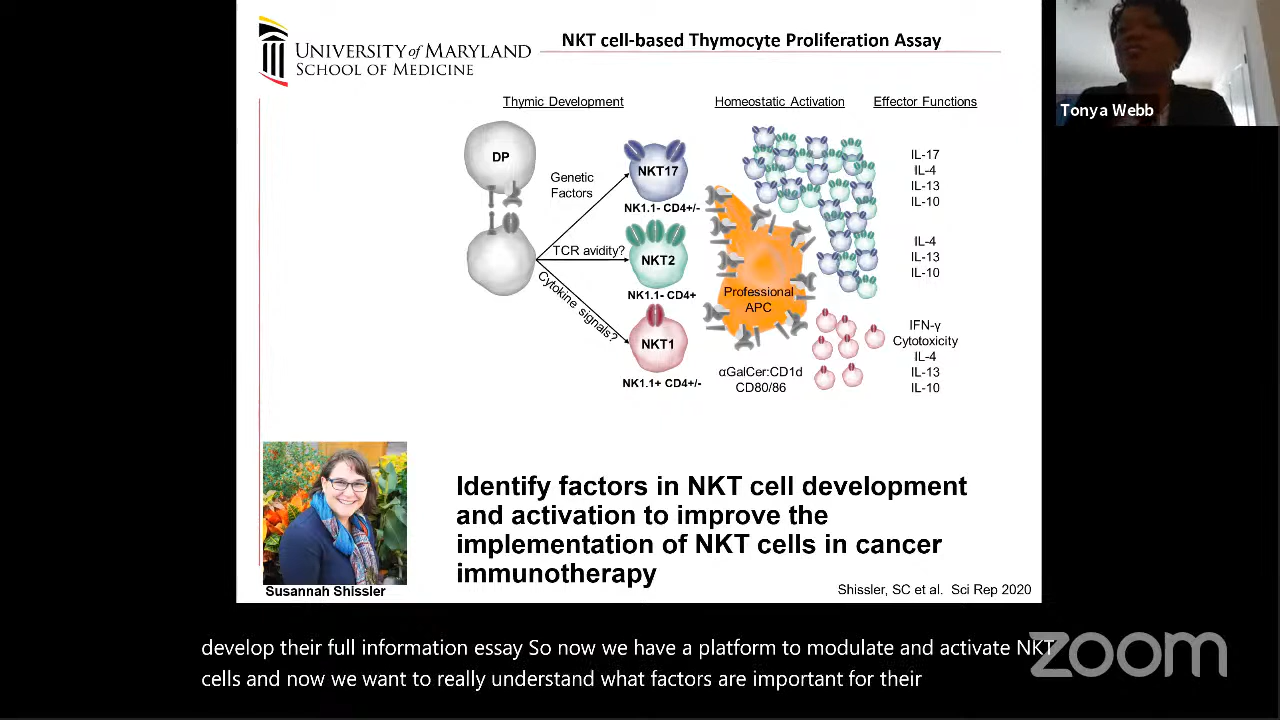 UNIVERSITY of MARYLAND
SCHOOL OF MEDICINE
NKT cell-based Thymocyte Proliferation Assay
Tonya Webb
Thymic Development
Homeostatic Activation
Effector Functions
DP
Genetic
Factors
TCR avidity?
Cytokine signals?
NKT17
NK1.1- CD4+/-
NKT2
NK1.1- CD4+
NKT1
NK1.1+ CD4+/-
Professional
APC
αGalCer:CD1d
CD80/86
IL-17
IL-4
IL-13
IL-10
IL-4
IL-13
IL-10
IFN-γ
Cytotoxicity
IL-4
IL-13
IL-10
Identify factors in NKT cell development
and activation to improve the
implementation of NKT cells in cancer
immunotherapy
Susannah Shissler
Shissler, SC et al. Sci Rep 2020
develop their full information essay So now we have a platform to modulate and activate NKT
cells and now we want to really understand what factors are important for their
zoom